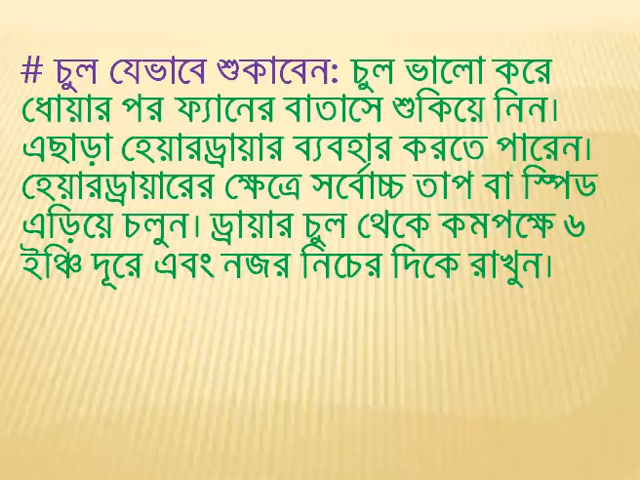 # চুল যেভাবে শুকাবেন: চুল ভালো করে
ধোয়ার পর ফ্যানের বাতাসে শুকিয়ে নিন।
এছাড়া হেয়ারড্রায়ার ব্যবহার করতে পারেন।
হেয়ারড্রায়ারের ক্ষেত্রে সর্বোচ্চ তাপ বা স্পিড
এড়িয়ে চলুন। ড্রায়ার চুল থেকে কমপক্ষে ৬
ইঞ্চি দূরে এবং নজর নিচের দিকে রাখুন।